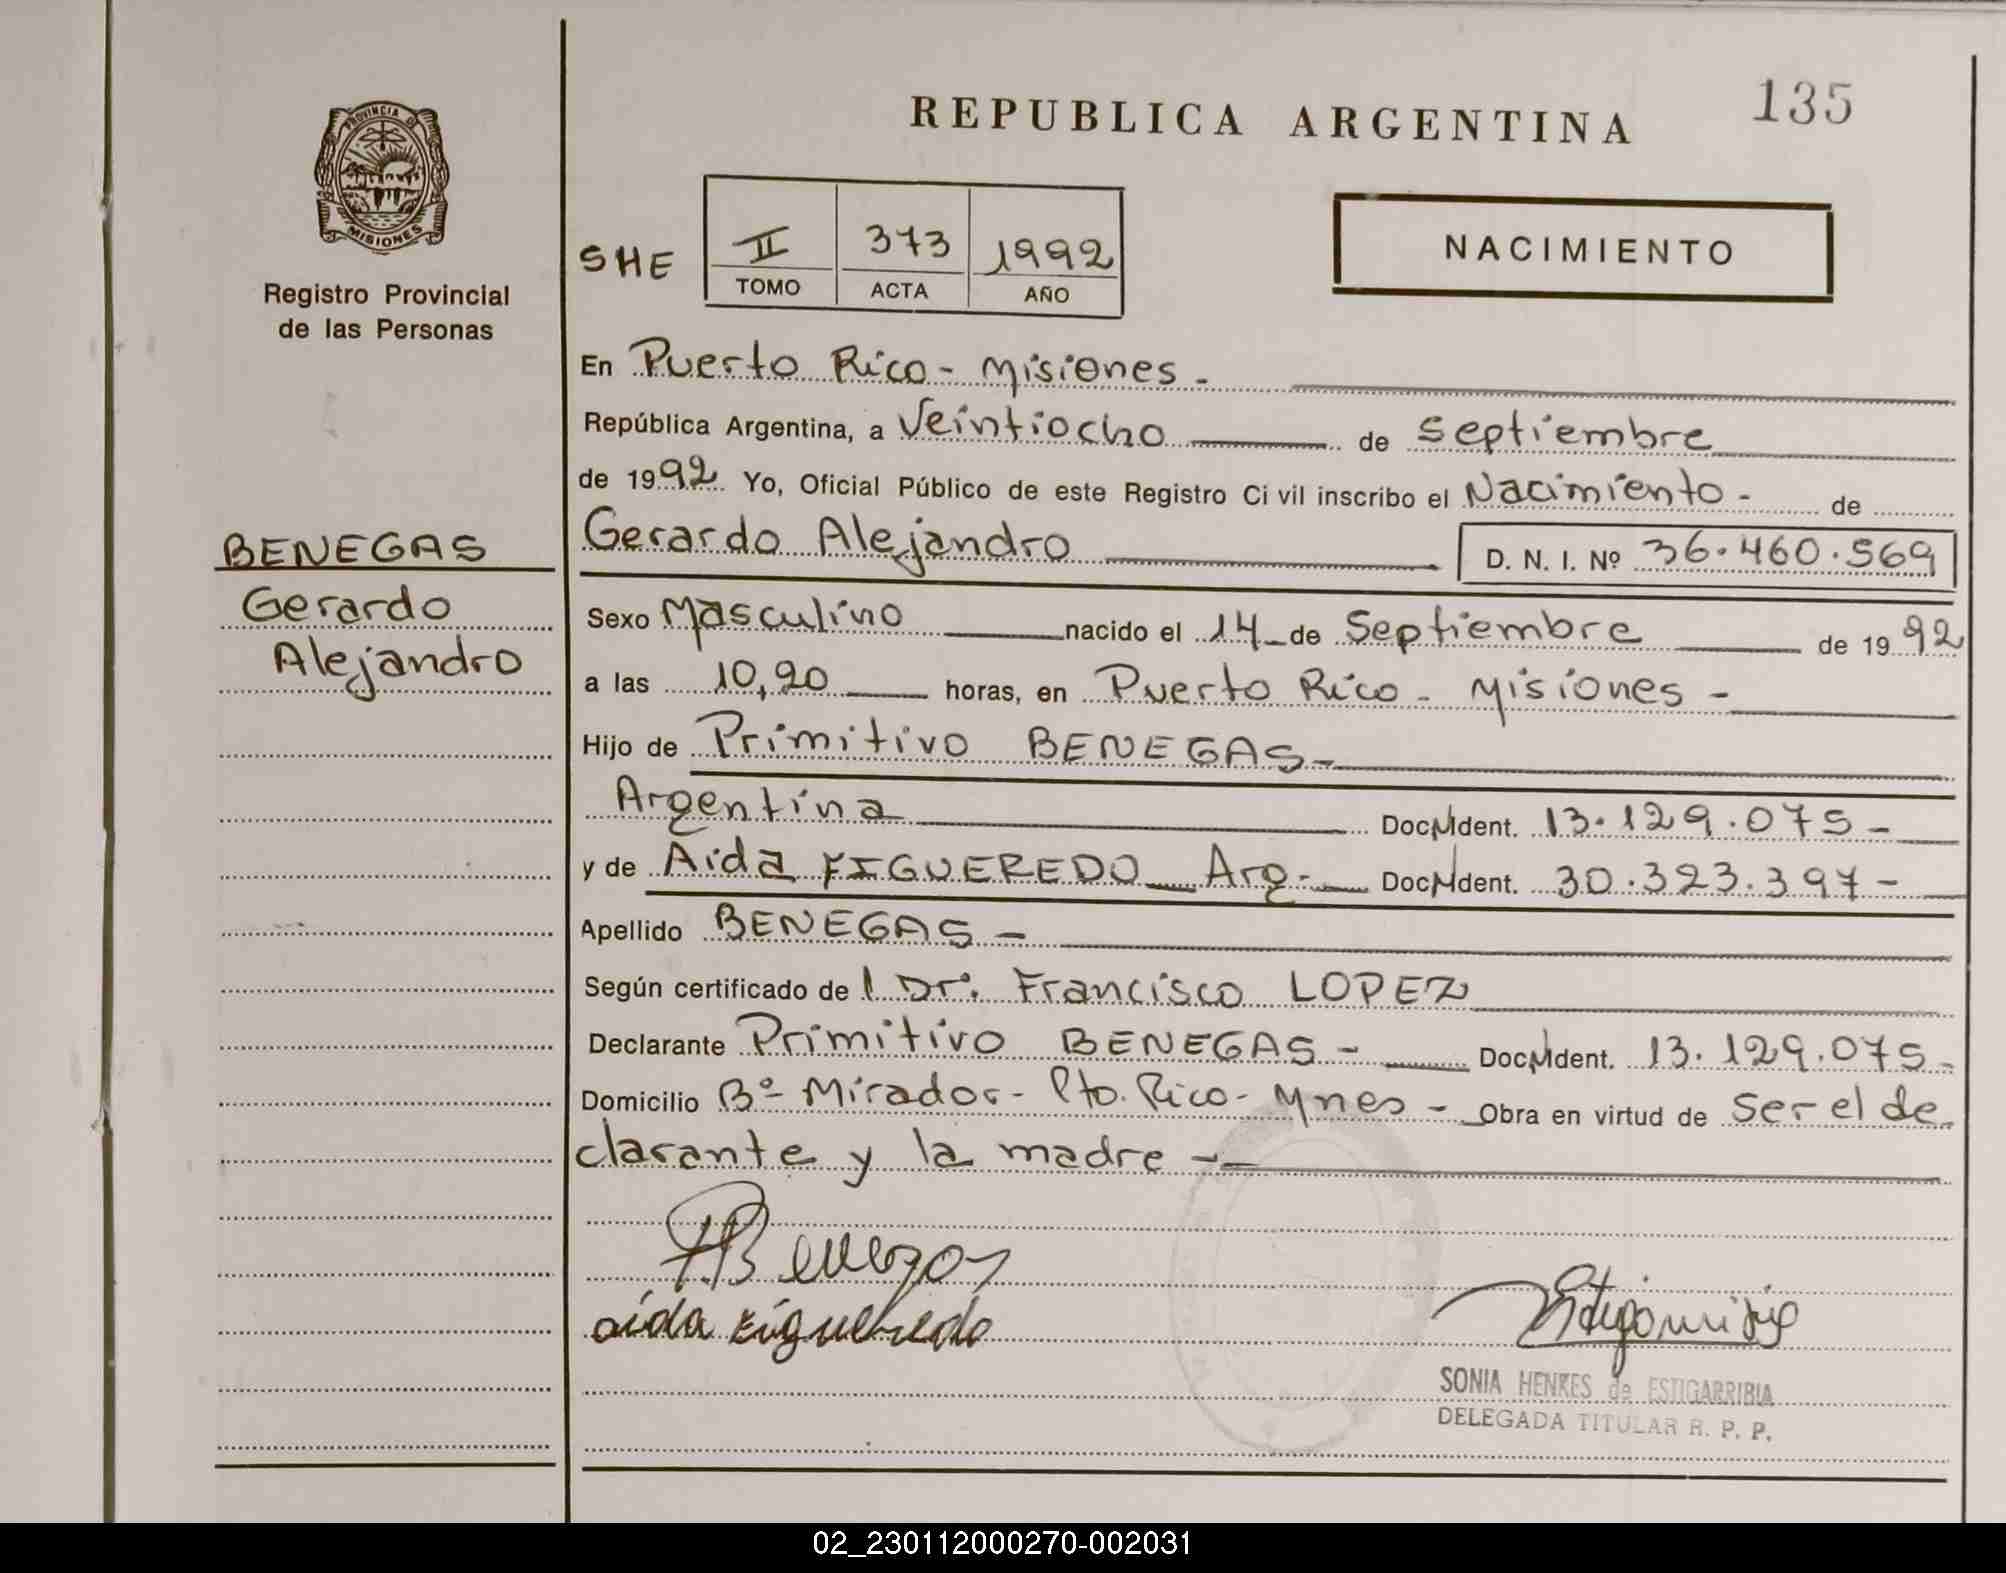 135
REPUBLICA ARGENTINA
PROVINCIA DE
MISIONES
Registro Provincial
de las Personas
SHE
II 373 1992
TOMO ACTA AÑO
NACIMIENTO
BENEGAS
Gerardo
Alejandro
En Puerto Rico - Misiones -
República Argentina, a Veintiocho de Septiembre
de 1992 Yo, Oficial Público de este Registro Ci vil inscribo el Nacimiento - de
Gerardo Alejandro D. N. I. Nº 36.460.569
Sexo Masculino nacido el 14 de Septiembre de 1992
a las 10,20 horas, en Puerto Rico - Misiones -
Hijo de Primitivo BENEGAS -
Argentina Doc.N.Ident. 13.129.075 -
y de Aida FIGUEREDO Arg. Doc.N.Ident. 30.323.397 -
Apellido BENEGAS -
Según certificado de l Dr. Francisco LOPEZ
Declarante Primitivo BENEGAS - Doc.N.Ident. 13.129.075 -
Domicilio Bº Mirador - Pto. Rico - Mnes - Obra en virtud de Ser el de
clarante y la madre -
PBenegas
aida figueredo
SONIA HENKES de ESTIGARRIBIA
DELEGADA TITULAR R. P. P.
02_230112000270-002031